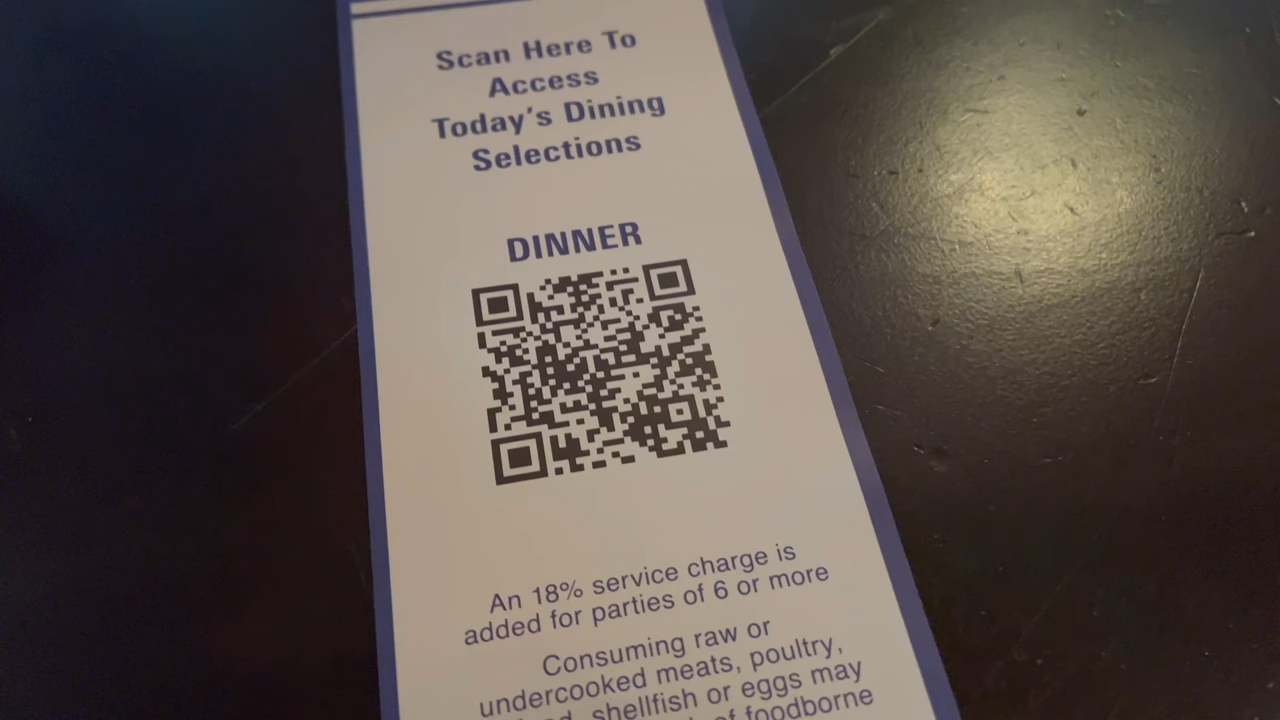 Scan Here To
Access
Today's Dining
Selections
DINNER
An 18% service charge is
added for parties of 6 or more
Consuming raw or
undercooked meats, poultry,
shellfish or eggs may
of foodborne